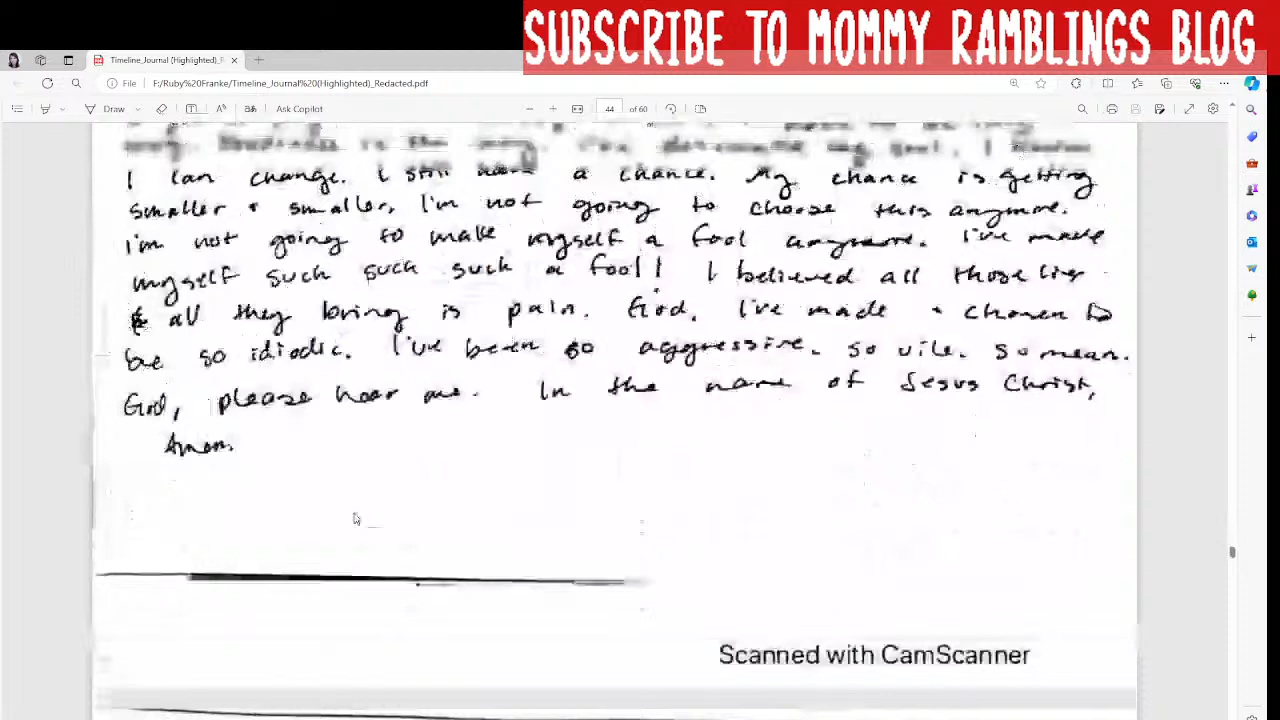 SUBSCRIBE TO MOMMY RAMBLINGS BLOG
Timeline_Journal (Highlighted)_R
File F:/Ruby%20Franke/Timeline_Journal%20(Highlighted)_Redacted.pdf
Draw Ask Copilot 44 of 60
I can change. I still have a chance. My chance is getting
smaller + smaller. I'm not going to choose this anymore.
I'm not going to make myself a fool anymore. I've made
myself such such such a fool! I believed all those lies
& all they bring is pain. God, I've made + chosen to
be so idiodic. I've been so aggressive. So vile. So mean.
God, please hear me. In the name of Jesus Christ,
Amen.
Scanned with CamScanner